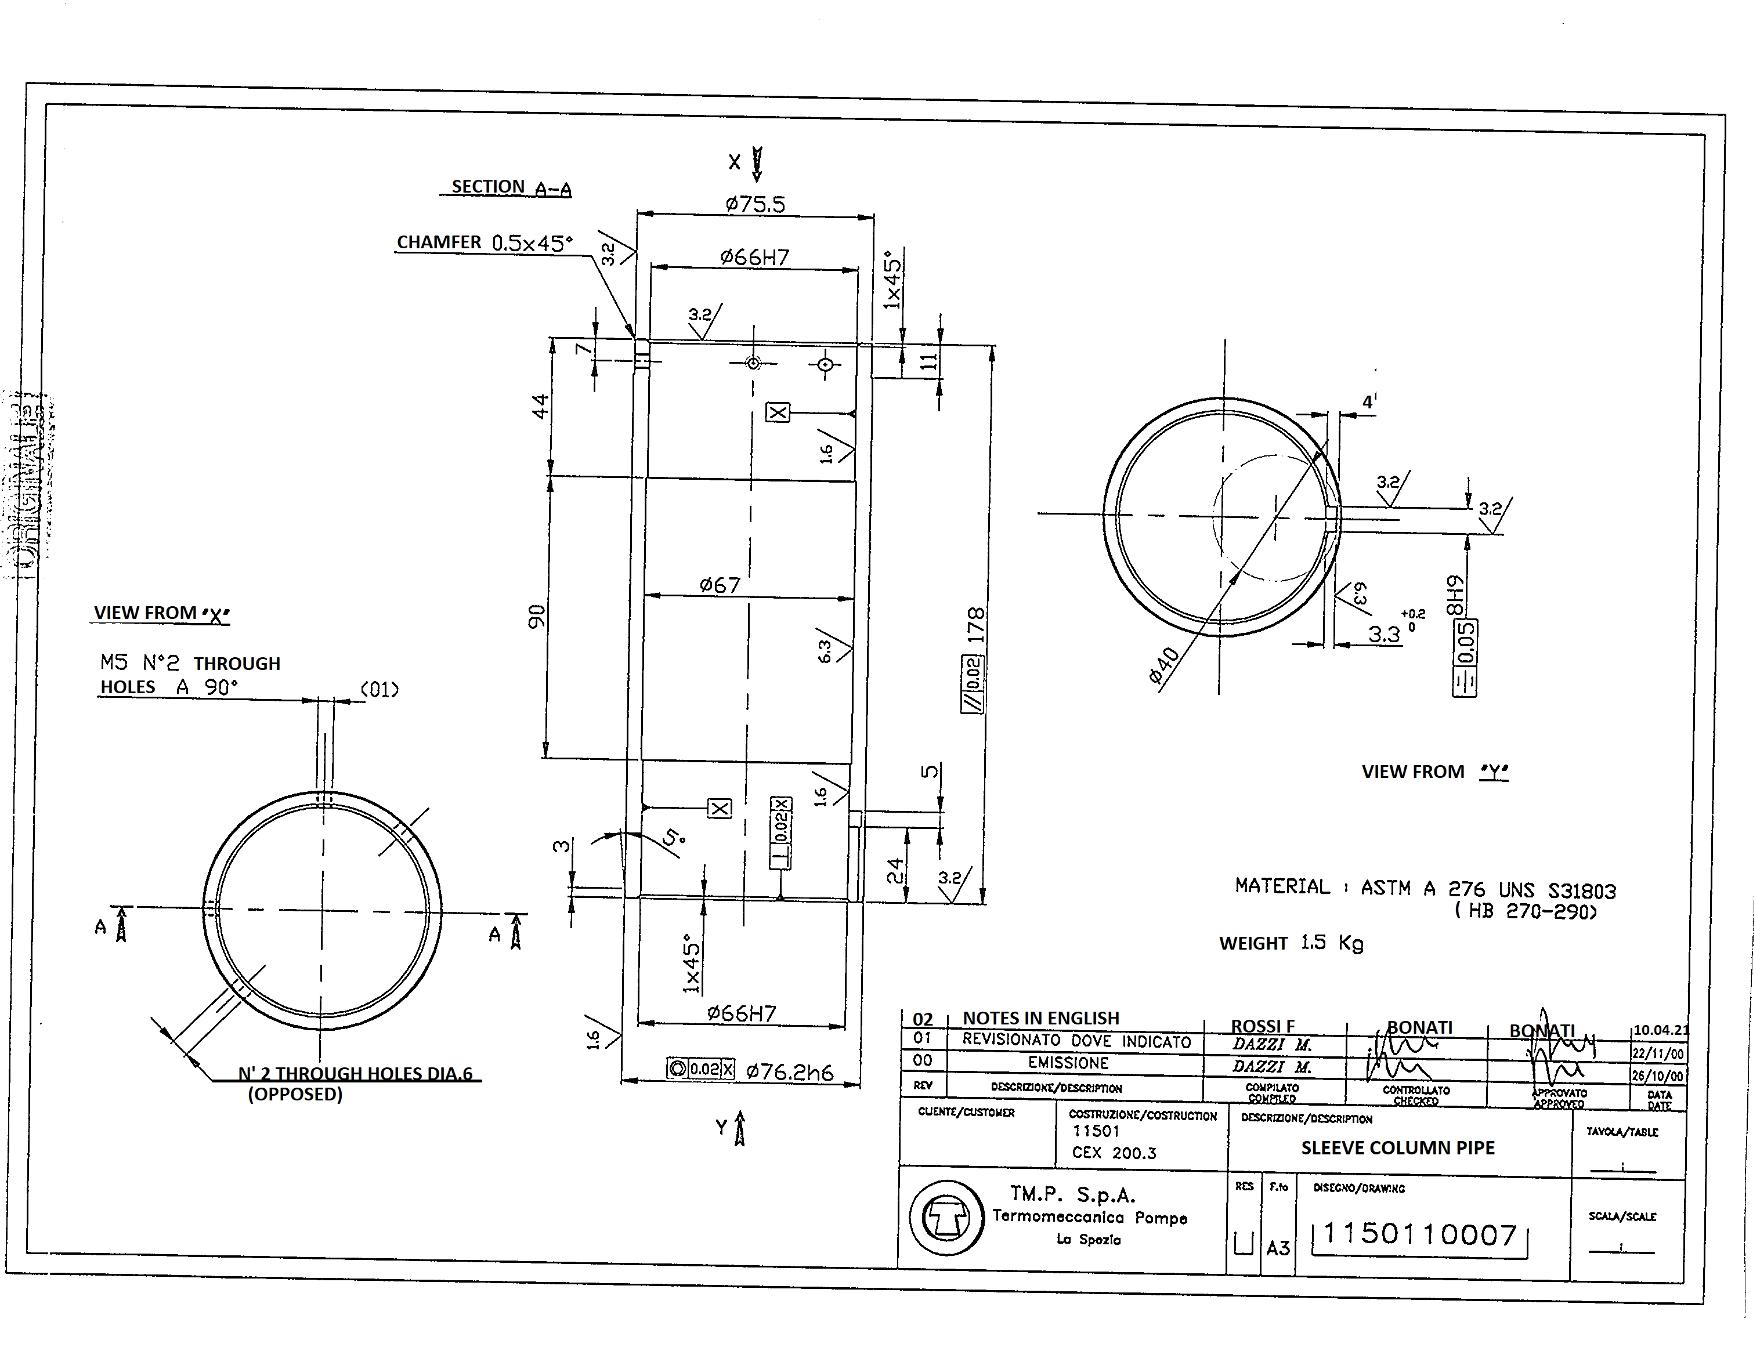 X
SECTION A-A
ø75.5
CHAMFER 0.5x45°
3.2
ø66H7
1x45°
3.2
7
11
44
X
1.6
4'
3.2
3.2
ORIGINALE
ø67
90
6.3
// 0.02 178
6.3
8H9
0.05
3.3 +0.2 0
ø40
VIEW FROM "X"
M5 N°2 THROUGH
HOLES A 90°
(01)
VIEW FROM "Y"
5
1.6
X
⊥ 0.02 X
3
5°
24
3.2
A
A
MATERIAL : ASTM A 276 UNS S31803
( HB 270-290)
WEIGHT 1.5 Kg
1x45°
ø66H7
1.6
N' 2 THROUGH HOLES DIA.6
(OPPOSED)
◎ 0.02 X ø76.2h6
Y
02 NOTES IN ENGLISH ROSSI F BONATI BONATI 10.04.21
01 REVISIONATO DOVE INDICATO DAZZI M. 22/11/00
00 EMISSIONE DAZZI M. 26/10/00
REV DESCRIZIONE/DESCRIPTION COMPILATO COMPILED CONTROLLATO CHECKED APPROVATO APPROVED DATA DATE
CLIENTE/CUSTOMER
COSTRUZIONE/COSTRUCTION
11501
CEX 200.3
DESCRIZIONE/DESCRIPTION
SLEEVE COLUMN PIPE
TAVOLA/TABLE
TM.P. S.p.A.
Termomeccanica Pompe
La Spezia
RES
U
F.to
A3
DISEGNO/DRAWING
1150110007
SCALA/SCALE